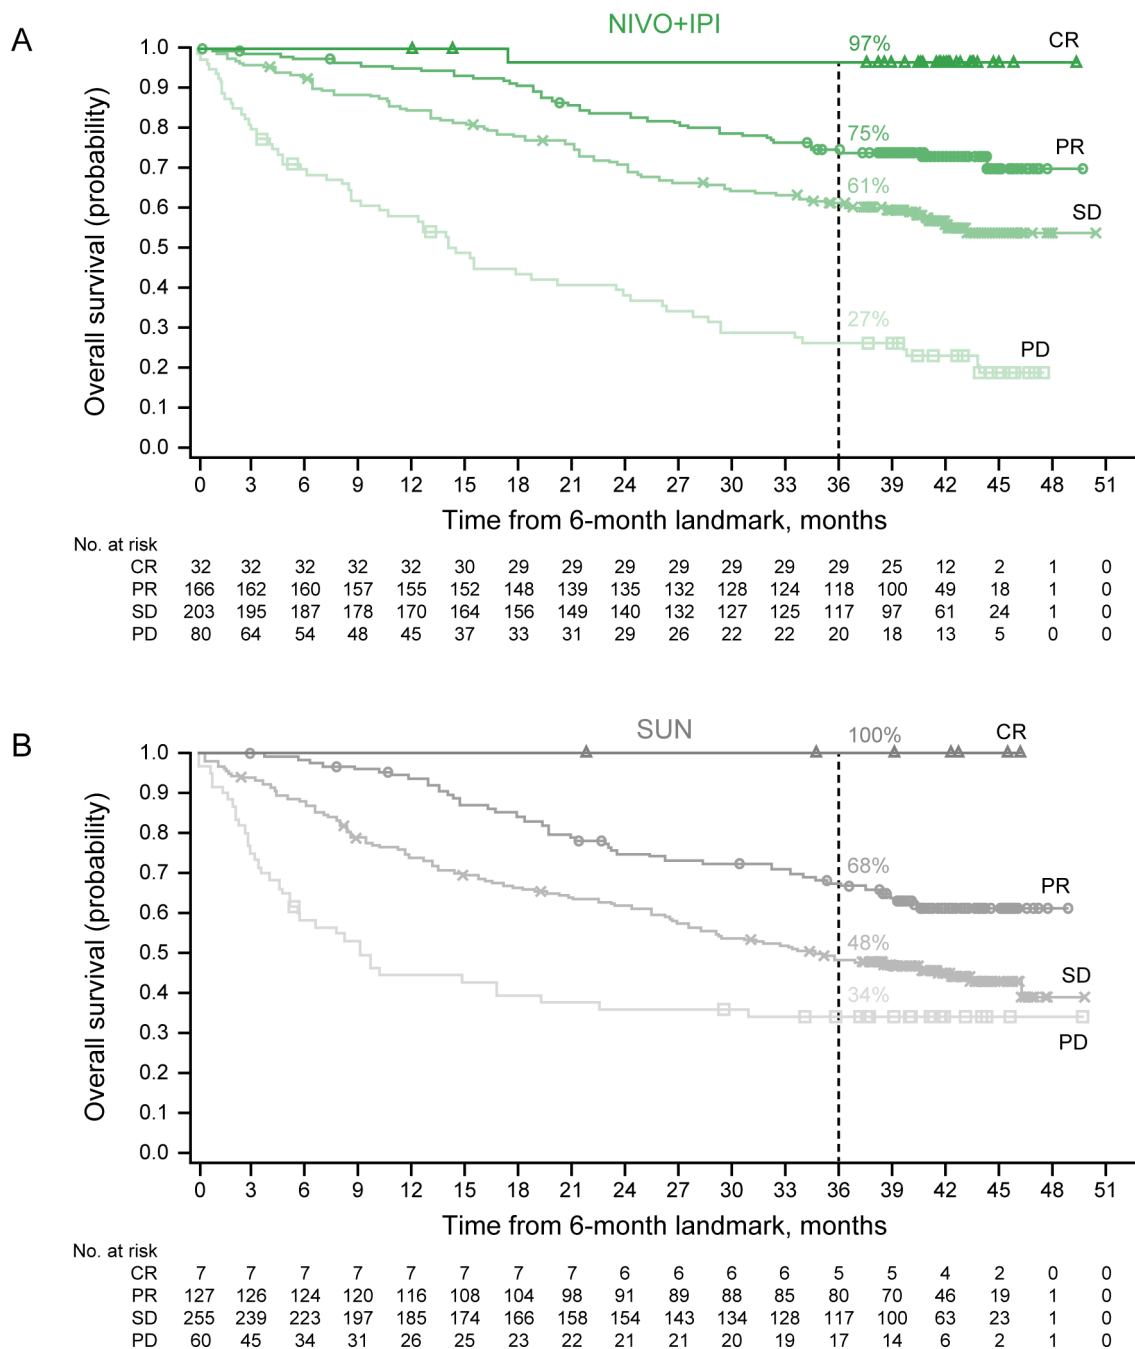 A
NIVO+IPI
Overall survival (probability)
1.0
0.9
0.8
0.7
0.6
0.5
0.4
0.3
0.2
0.1
0.0
97%
CR
75%
PR
61%
SD
27%
PD
0 3 6 9 12 15 18 21 24 27 30 33 36 39 42 45 48 51
Time from 6-month landmark, months
No. at risk
CR 32 32 32 32 32 30 29 29 29 29 29 29 29 25 12 2 1 0
PR 166 162 160 157 155 152 148 139 135 132 128 124 118 100 49 18 1 0
SD 203 195 187 178 170 164 156 149 140 132 127 125 117 97 61 24 1 0
PD 80 64 54 48 45 37 33 31 29 26 22 22 20 18 13 5 0 0
B
SUN
Overall survival (probability)
1.0
0.9
0.8
0.7
0.6
0.5
0.4
0.3
0.2
0.1
0.0
100%
CR
68%
PR
48%
SD
34%
PD
0 3 6 9 12 15 18 21 24 27 30 33 36 39 42 45 48 51
Time from 6-month landmark, months
No. at risk
CR 7 7 7 7 7 7 7 7 6 6 6 6 5 5 4 2 0 0
PR 127 126 124 120 116 108 104 98 91 89 88 85 80 70 46 19 1 0
SD 255 239 223 197 185 174 166 158 154 143 134 128 117 100 63 23 1 0
PD 60 45 34 31 26 25 23 22 21 21 20 19 17 14 6 2 1 0